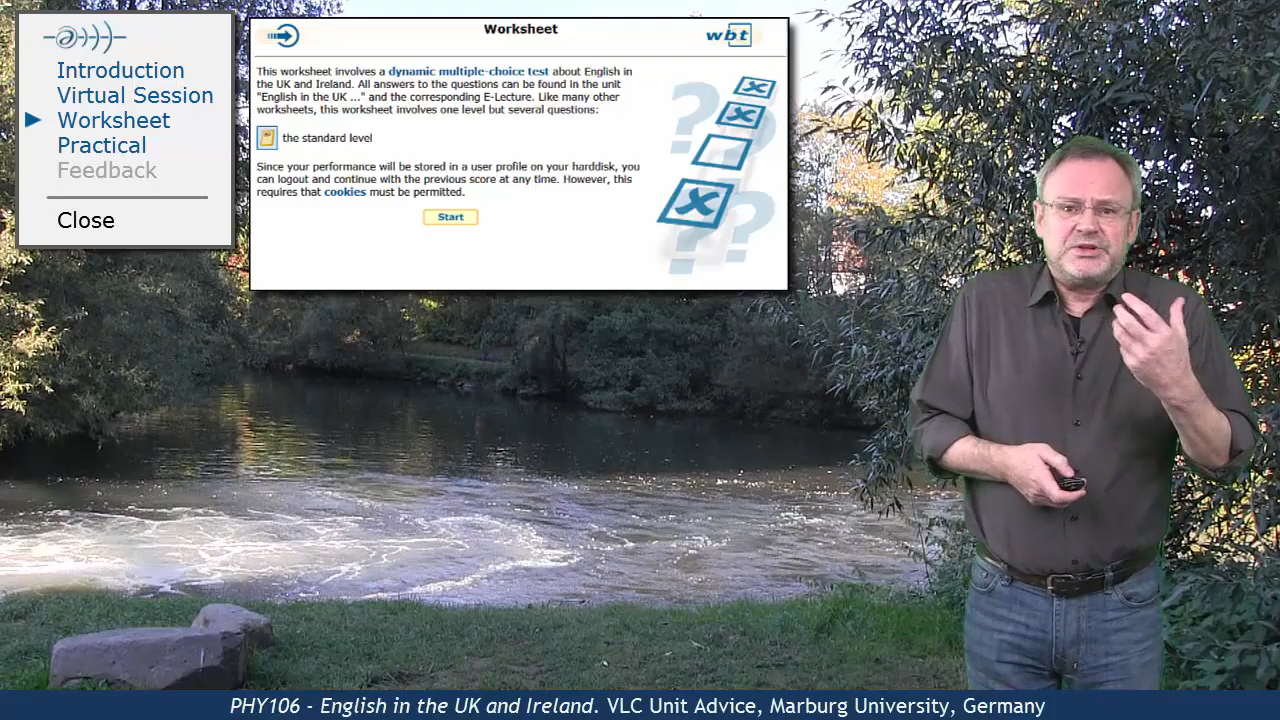 Introduction
Virtual Session
Worksheet
Practical
Feedback
Close
Worksheet
wbt
This worksheet involves a dynamic multiple-choice test about English in
the UK and Ireland. All answers to the questions can be found in the unit
"English in the UK ..." and the corresponding E-Lecture. Like many other
worksheets, this worksheet involves one level but several questions:
the standard level
Since your performance will be stored in a user profile on your harddisk, you
can logout and continue with the previous score at any time. However, this
requires that cookies must be permitted.
Start
PHY106 - English in the UK and Ireland. VLC Unit Advice, Marburg University, Germany